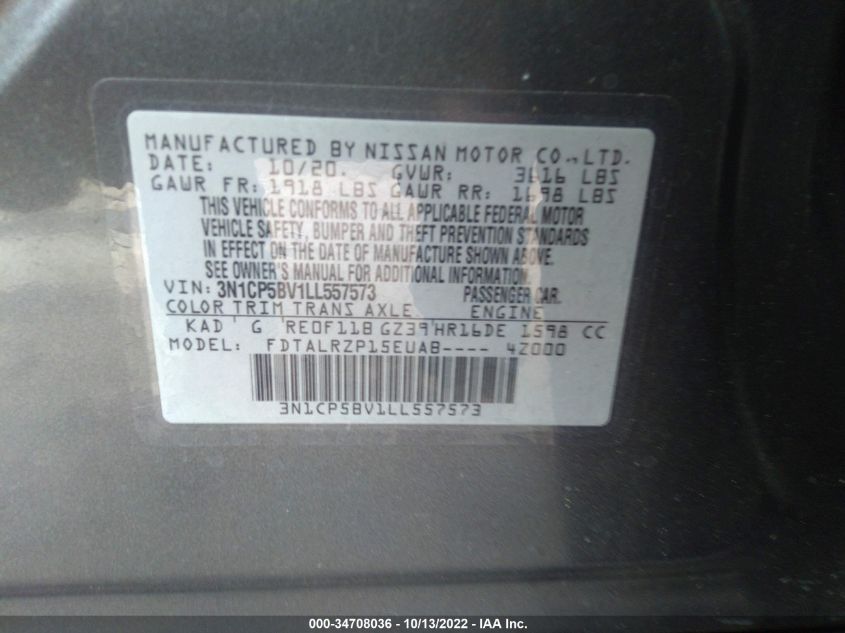 MANUFACTURED BY NISSAN MOTOR CO.,LTD.
DATE: 10/20. GVWR: 3616 LBS
GAWR FR: 1918 LBS GAWR RR: 1698 LBS
THIS VEHICLE CONFORMS TO ALL APPLICABLE FEDERAL MOTOR
VEHICLE SAFETY, BUMPER AND THEFT PREVENTION STANDARDS
IN EFFECT ON THE DATE OF MANUFACTURE SHOWN ABOVE.
SEE OWNER'S MANUAL FOR ADDITIONAL INFORMATION.
VIN: 3N1CP5BV1LL557573 PASSENGER CAR.
COLOR TRIM TRANS AXLE ENGINE
KAD G RE0F11B GZ39 HR16DE 1598 CC
MODEL: FDTALRZP15EUAB---- 4Z000
3N1CP5BV1LL557573
000-34708036 - 10/13/2022 - IAA Inc.